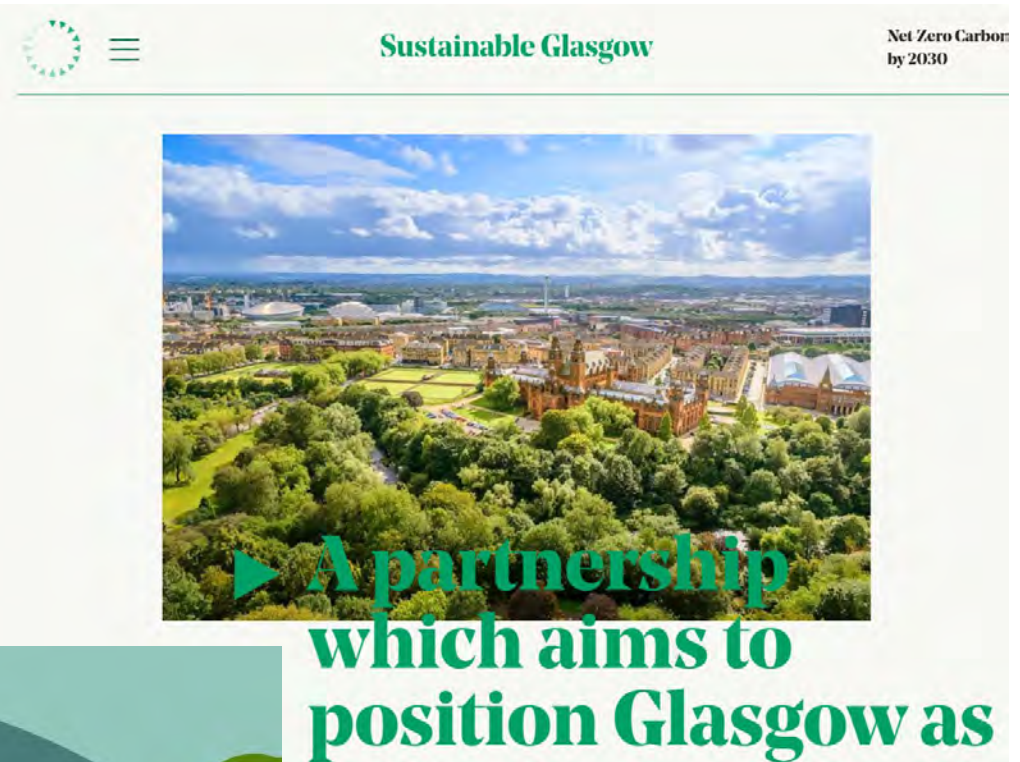 Sustainable Glasgow
Net Zero Carbon
by 2030
A partnership
which aims to
position Glasgow as